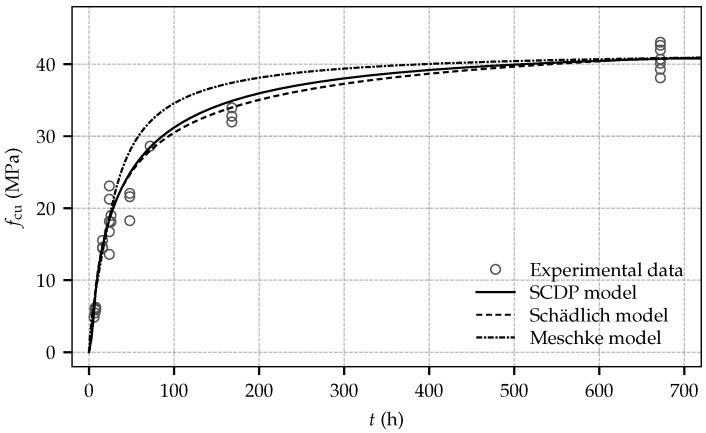 40
30
20
10
0
f_cu (MPa)
0 100 200 300 400 500 600 700
t (h)
Experimental data
SCDP model
Schädlich model
Meschke model